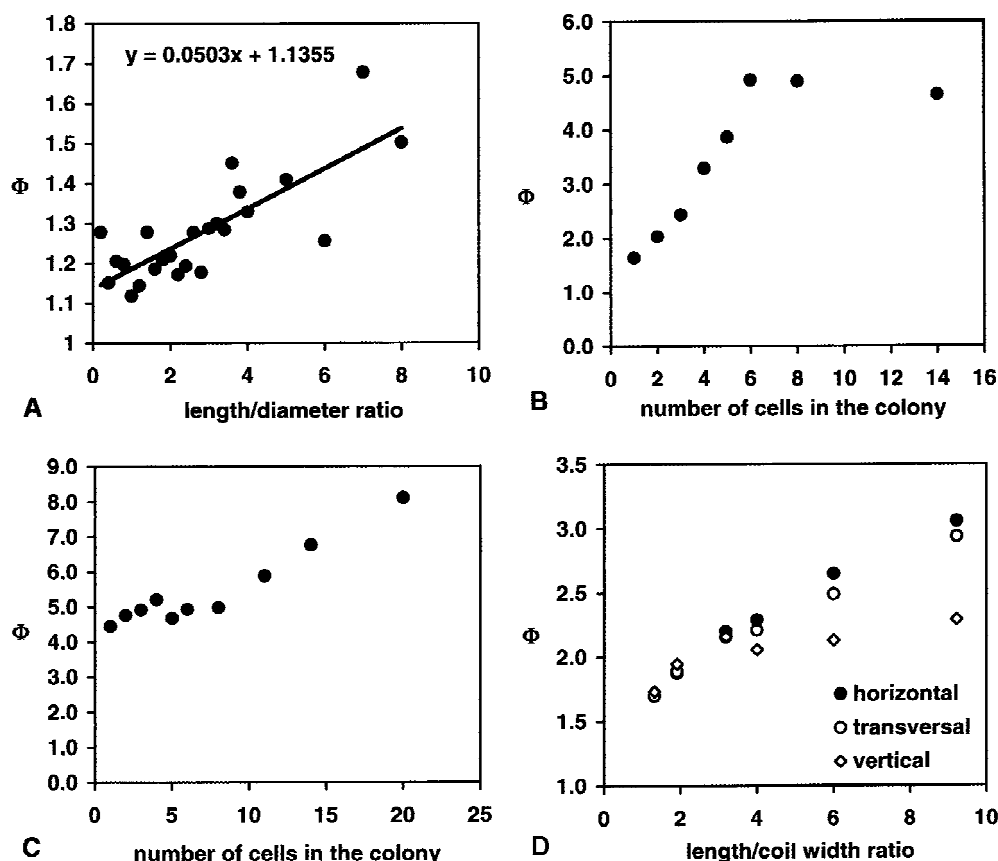 1.8
1.7
1.6
1.5
1.4
1.3
1.2
1.1
1
y = 0.0503x + 1.1355
Φ
0 2 4 6 8 10
A length/diameter ratio
6.0
5.0
4.0
3.0
2.0
1.0
0.0
Φ
0 2 4 6 8 10 12 14 16
B number of cells in the colony
9.0
8.0
7.0
6.0
5.0
4.0
3.0
2.0
1.0
0.0
Φ
0 5 10 15 20 25
C number of cells in the colony
3.5
3.0
2.5
2.0
1.5
1.0
Φ
horizontal
transversal
vertical
0 2 4 6 8 10
D length/coil width ratio